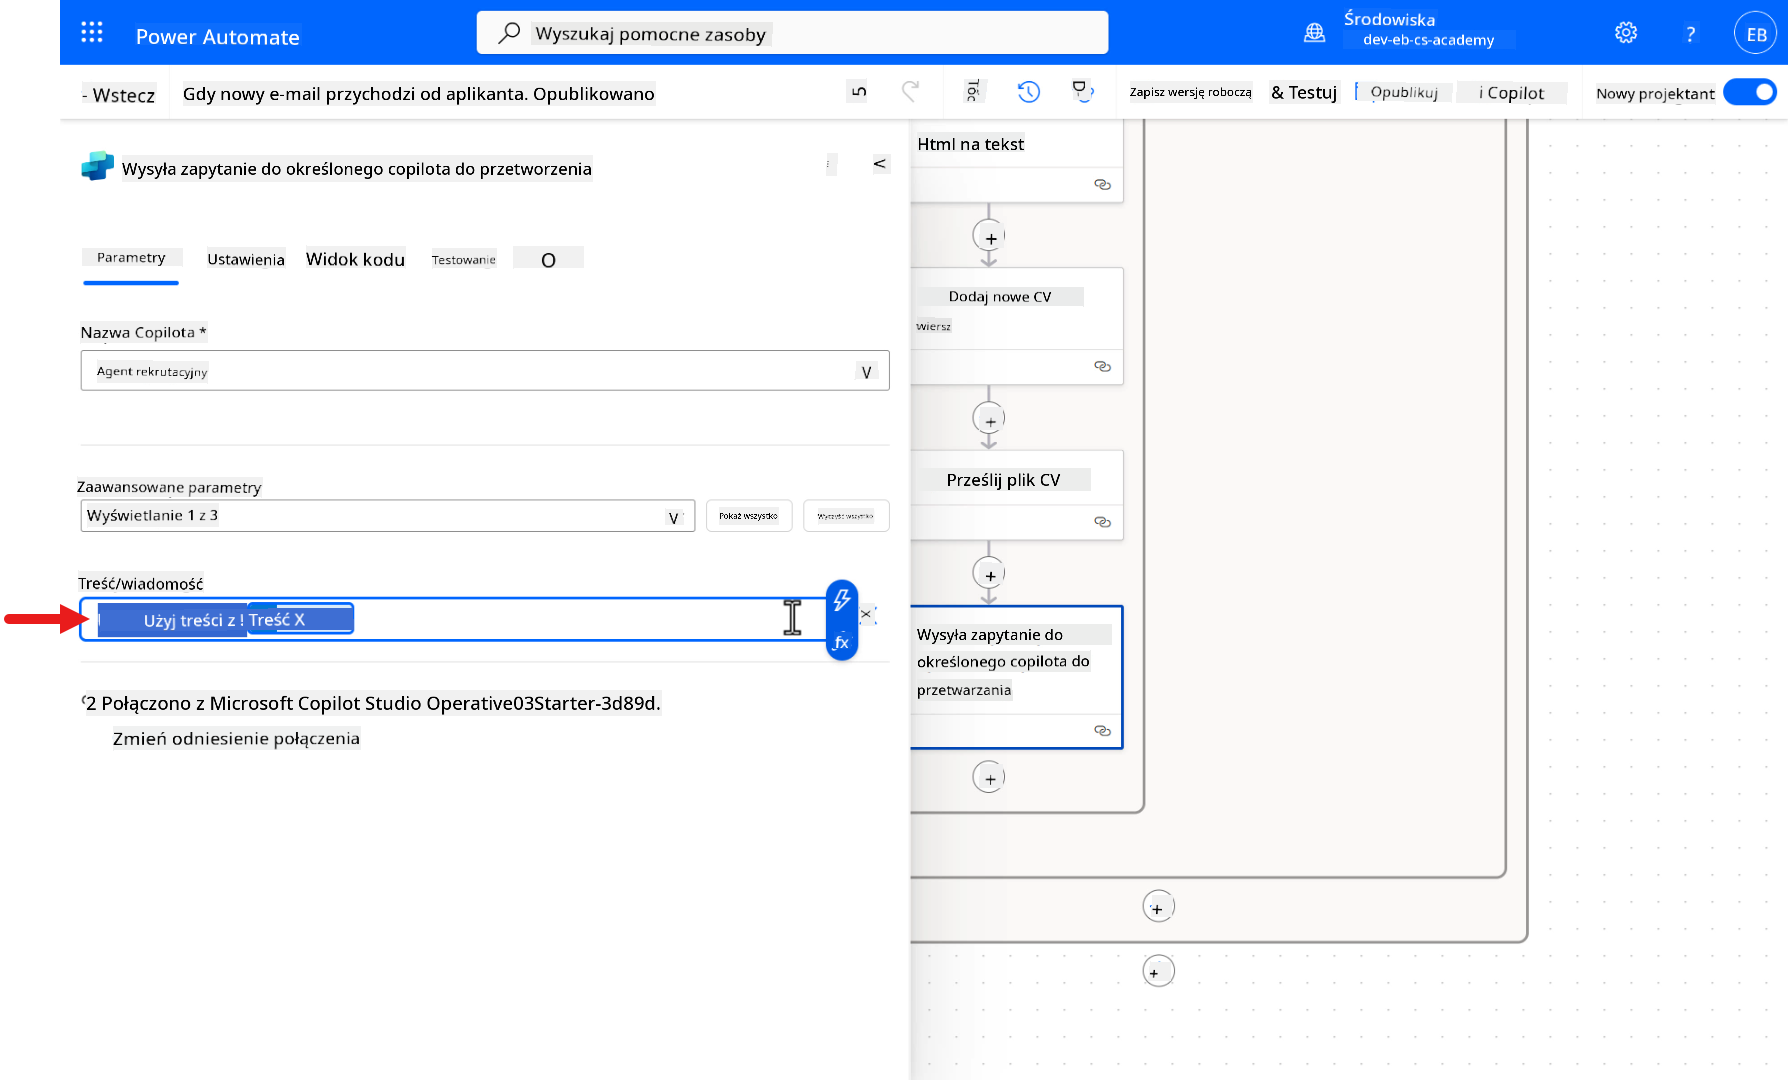 Power Automate
Wyszukaj pomocne zasoby
Środowiska
dev-eb-cs-academy
?
EB
- Wstecz
Gdy nowy e-mail przychodzi od aplikanta. Opublikowano
Zapisz wersję roboczą
& Testuj
Opublikuj
i Copilot
Nowy projektant
Wysyła zapytanie do określonego copilota do przetworzenia
<
Parametry
Ustawienia
Widok kodu
Testowanie
O
Nazwa Copilota *
Agent rekrutacyjny
V
Zaawansowane parametry
Wyświetlanie 1 z 3
V
Pokaż wszystko
Wyczyść wszystko
Treść/wiadomość
Użyj treści z ! Treść X
fx
2 Połączono z Microsoft Copilot Studio Operative03Starter-3d89d.
Zmień odniesienie połączenia
Html na tekst
Dodaj nowe CV
wiersz
Prześlij plik CV
Wysyła zapytanie do
określonego copilota do
przetwarzania